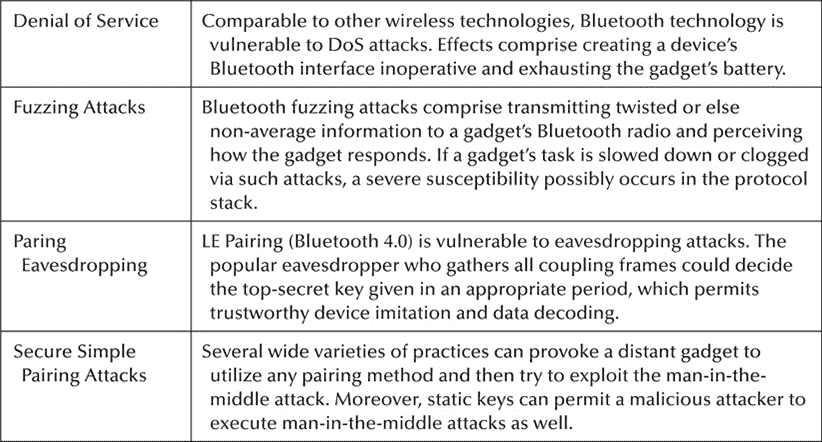 Denial of Service
Comparable to other wireless technologies, Bluetooth technology is
vulnerable to DoS attacks. Effects comprise creating a device’s
Bluetooth interface inoperative and exhausting the gadget’s battery.
Fuzzing Attacks
Bluetooth fuzzing attacks comprise transmitting twisted or else
non-average information to a gadget’s Bluetooth radio and perceiving
how the gadget responds. If a gadget’s task is slowed down or clogged
via such attacks, a severe susceptibility possibly occurs in the protocol
stack.
Paring
Eavesdropping
LE Pairing (Bluetooth 4.0) is vulnerable to eavesdropping attacks. The
popular eavesdropper who gathers all coupling frames could decide
the top-secret key given in an appropriate period, which permits
trustworthy device imitation and data decoding.
Secure Simple
Pairing Attacks
Several wide varieties of practices can provoke a distant gadget to
utilize any pairing method and then try to exploit the man-in-the-
middle attack. Moreover, static keys can permit a malicious attacker to
execute man-in-the-middle attacks as well.